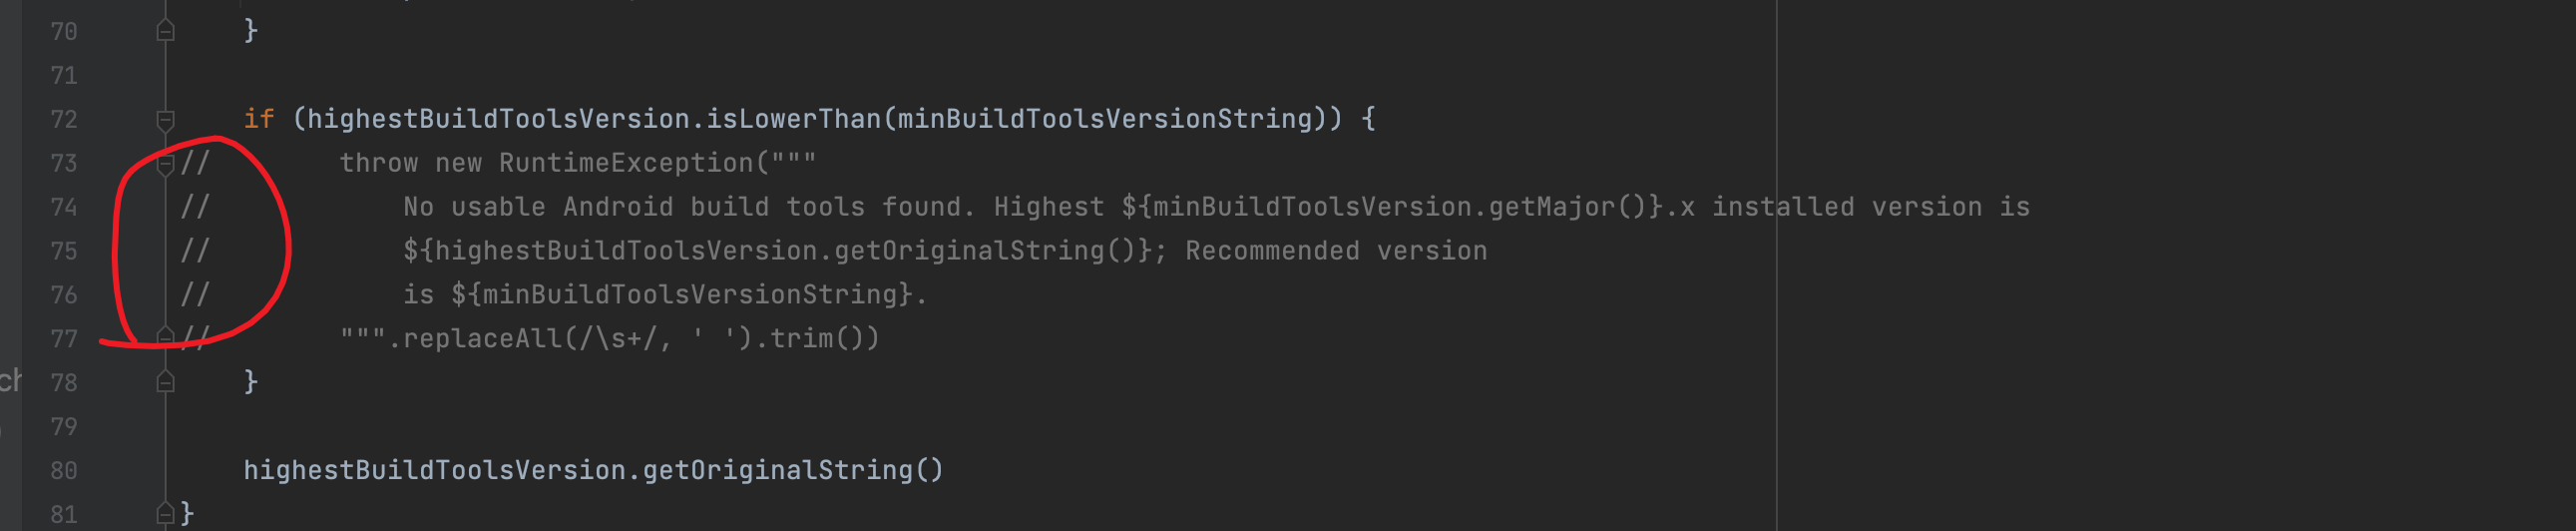 70 }
71
72 if (highestBuildToolsVersion.isLowerThan(minBuildToolsVersionString)) {
73 // throw new RuntimeException("""
74 // No usable Android build tools found. Highest ${minBuildToolsVersion.getMajor()}.x installed version is
75 // ${highestBuildToolsVersion.getOriginalString()}; Recommended version
76 // is ${minBuildToolsVersionString}.
77 // """.replaceAll(/\s+/, ' ').trim())
ch 78 }
79
80 highestBuildToolsVersion.getOriginalString()
81 }